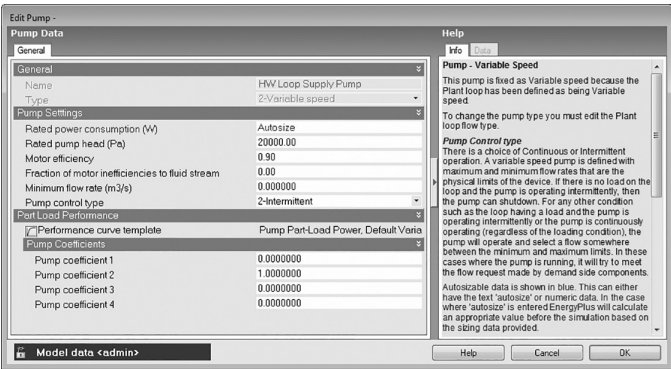 Edit Pump -
Pump Data
General
General
Name HW Loop Supply Pump
Type 2-Variable speed
Pump Setttings
Rated power consumption (W) Autosize
Rated pump head (Pa) 20000.00
Motor efficiency 0.90
Fraction of motor inefficiencies to fluid stream 0.00
Minimum flow rate (m3/s) 0.000000
Pump control type 2-Intermittent
Part Load Performance
Performance curve template Pump Part-Load Power, Default Varia
Pump Coefficients
Pump coefficient 1 0.0000000
Pump coefficient 2 1.0000000
Pump coefficient 3 0.0000000
Pump coefficient 4 0.0000000
Model data <admin>
Help
Info Data
Pump - Variable Speed
This pump is fixed as Variable speed because the
Plant loop has been defined as being Variable
speed.
To change the pump type you must edit the Plant
loop flow type.
Pump Control type
There is a choice of Continuous or Intermittent
operation. A variable speed pump is defined with
maximum and minimum flow rates that are the
physical limits of the device. If there is no load on the
loop and the pump is operating intermittently, then
the pump can shutdown. For any other condition
such as the loop having a load and the pump is
operating intermittently or the pump is continuously
operating (regardless of the loading condition), the
pump will operate and select a flow somewhere
between the minimum and maximum limits. In these
cases where the pump is running, it will try to meet
the flow request made by demand side components.
Autosizable data is shown in blue. This can either
have the text 'autosize' or numeric data. In the case
where 'autosize' is entered EnergyPlus will calculate
an appropriate value before the simulation based on
the sizing data provided.
Help Cancel OK